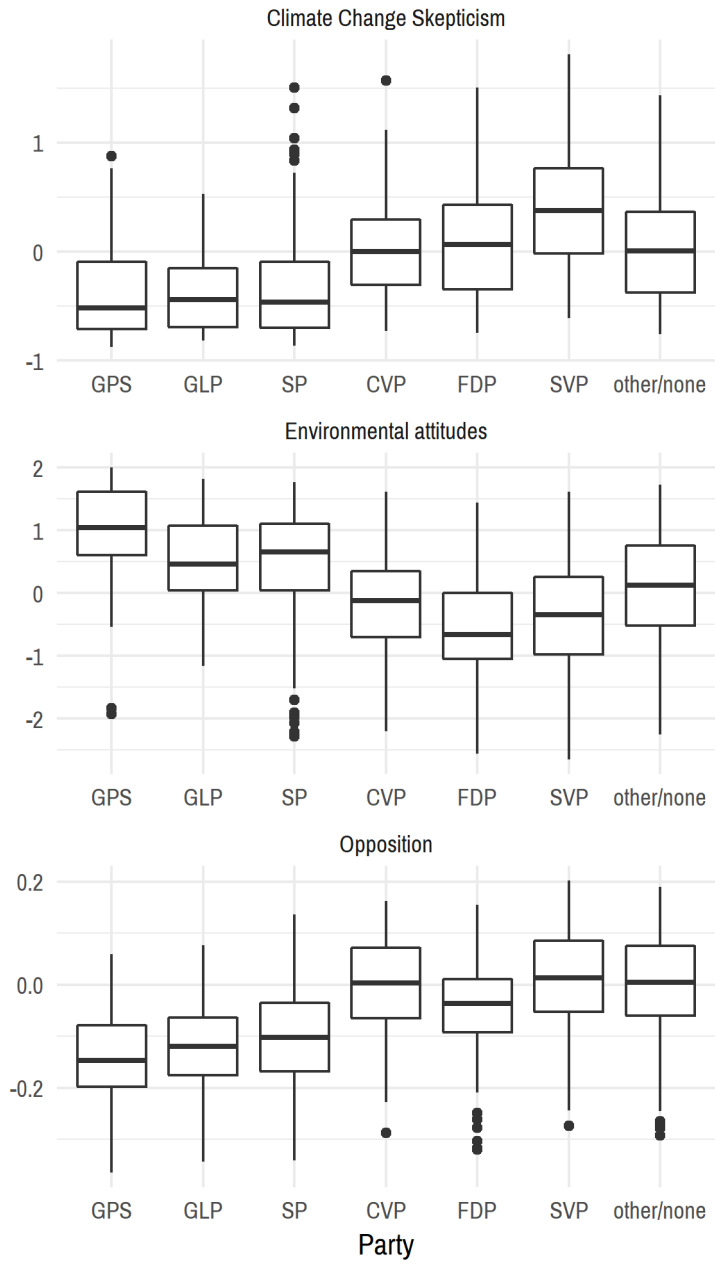 Climate Change Skepticism
1
0
-1
GPS GLP SP CVP FDP SVP other/none
Environmental attitudes
2
1
0
-1
-2
GPS GLP SP CVP FDP SVP other/none
Opposition
0.2
0.0
-0.2
GPS GLP SP CVP FDP SVP other/none
Party